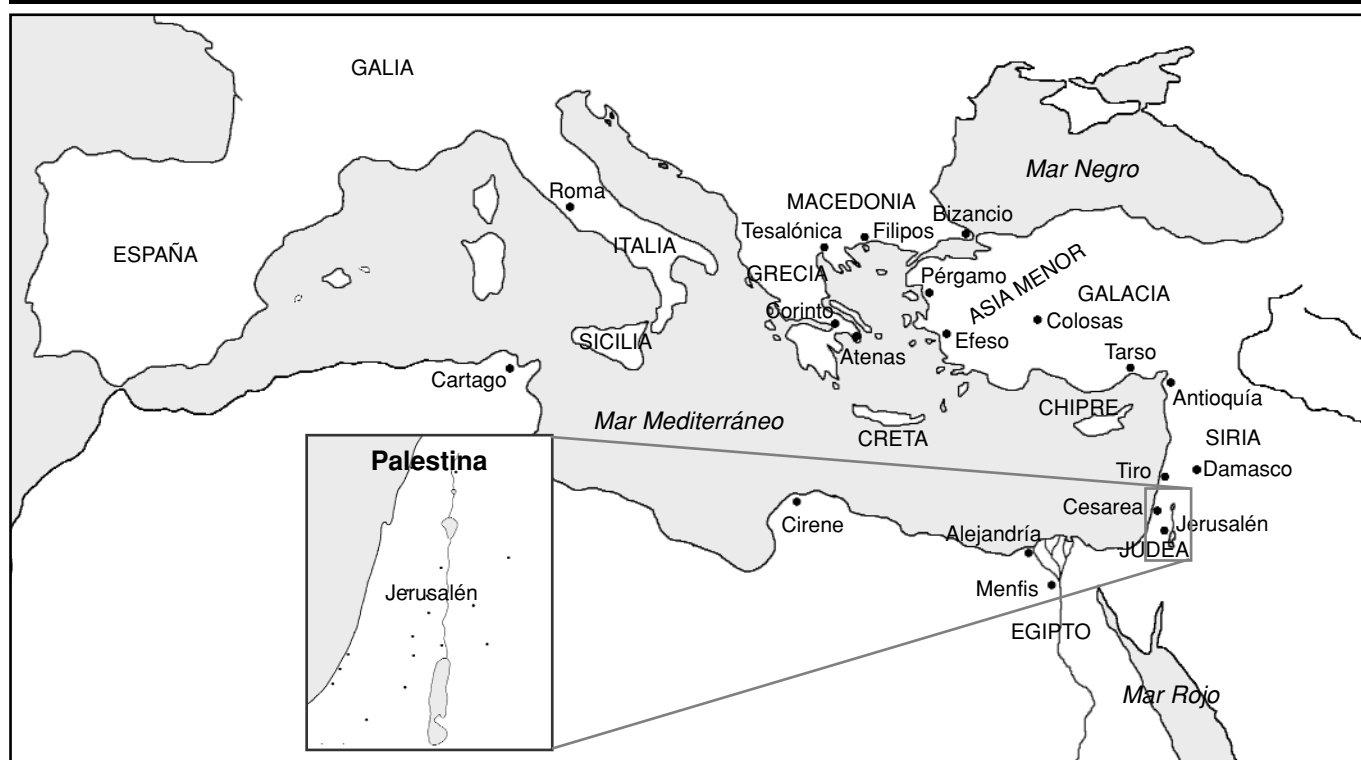 GALIA
Mar Negro
Roma
MACEDONIA
Bizancio
Tesalónica
Filipos
ESPAÑA
ITALIA
GRECIA
Pérgamo
ASIA MENOR
GALACIA
Corinto
Colosas
SICILIA
Atenas
Efeso
Tarso
Cartago
Antioquía
CHIPRE
Mar Mediterráneo
CRETA
SIRIA
Palestina
Tiro
Damasco
Cesarea
Cirene
Jerusalén
Alejandría
JUDEA
Menfis
Jerusalén
EGIPTO
Mar Rojo